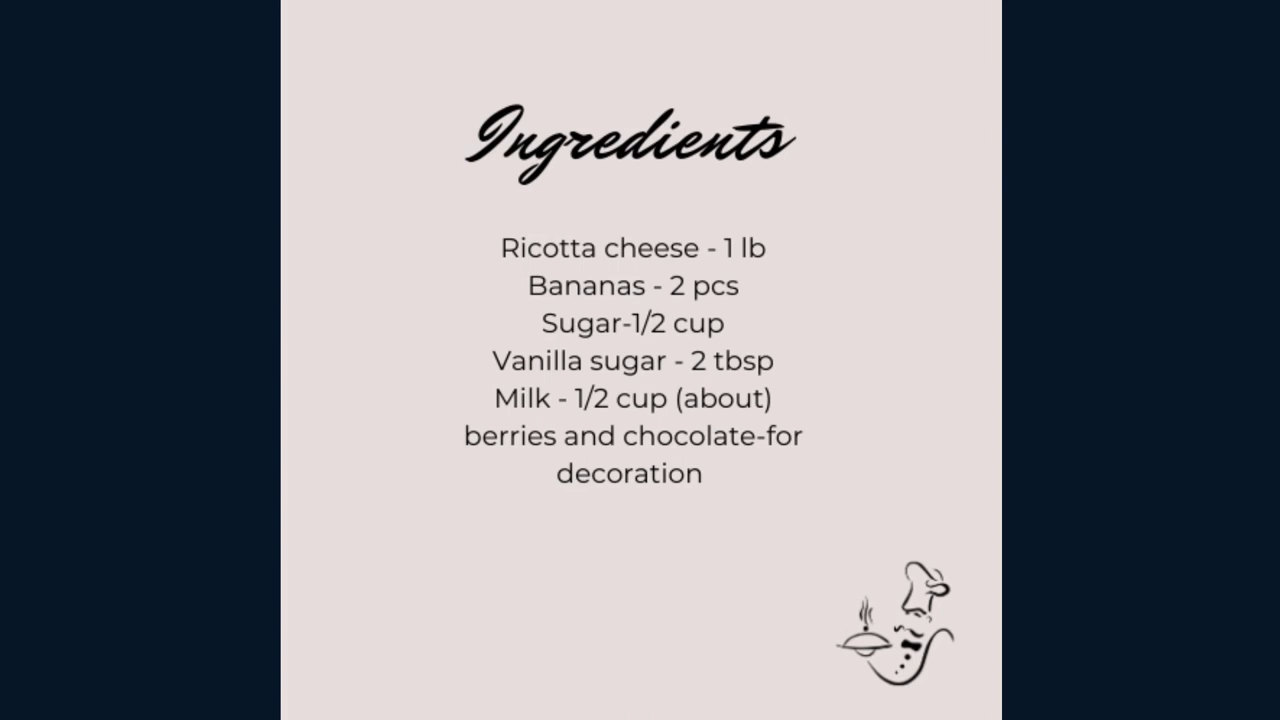 Ingredients
Ricotta cheese - 1 lb
Bananas - 2 pcs
Sugar-1/2 cup
Vanilla sugar - 2 tbsp
Milk - 1/2 cup (about)
berries and chocolate-for
decoration